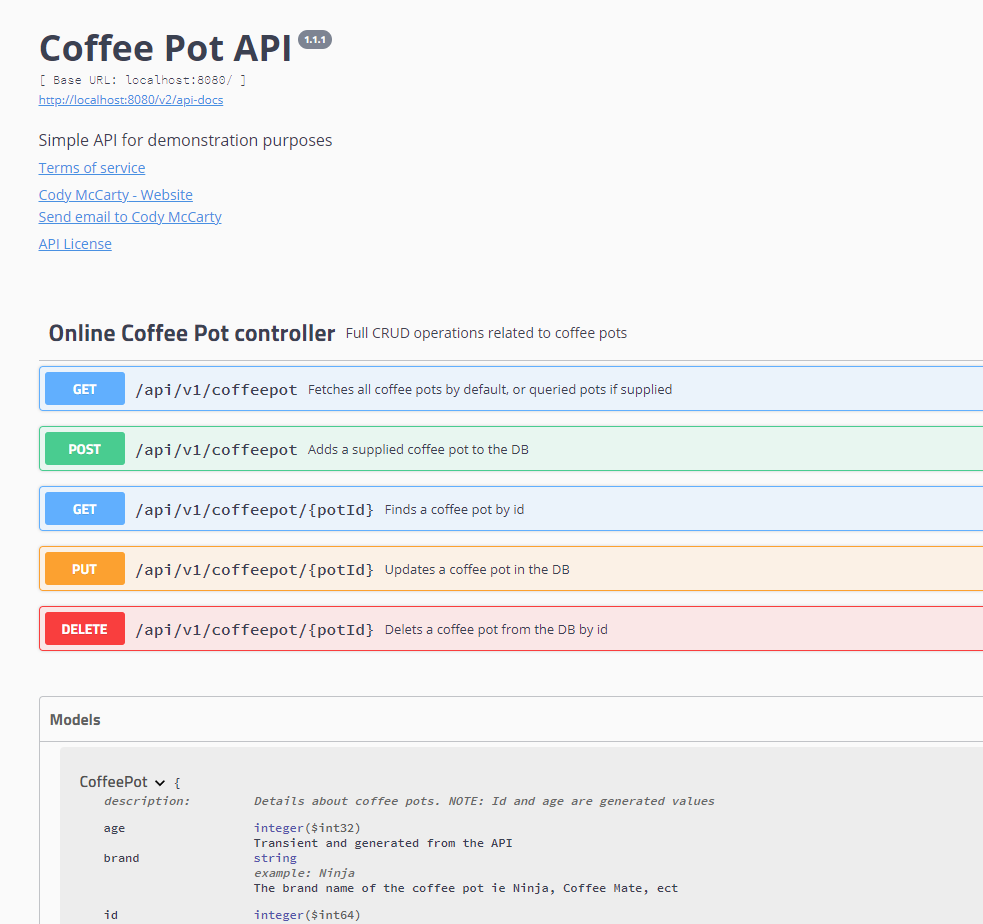 Coffee Pot API 1.1.1
[ Base URL: localhost:8080/ ]
http://localhost:8080/v2/api-docs
Simple API for demonstration purposes
Terms of service
Cody McCarty - Website
Send email to Cody McCarty
API License
Online Coffee Pot controller Full CRUD operations related to coffee pots
GET /api/v1/coffeepot Fetches all coffee pots by default, or queried pots if supplied
POST /api/v1/coffeepot Adds a supplied coffee pot to the DB
GET /api/v1/coffeepot/{potId} Finds a coffee pot by id
PUT /api/v1/coffeepot/{potId} Updates a coffee pot in the DB
DELETE /api/v1/coffeepot/{potId} Delets a coffee pot from the DB by id
Models
CoffeePot {
description: Details about coffee pots. NOTE: Id and age are generated values
age integer($int32)
Transient and generated from the API
brand string
example: Ninja
The brand name of the coffee pot ie Ninja, Coffee Mate, ect
id integer($int64)